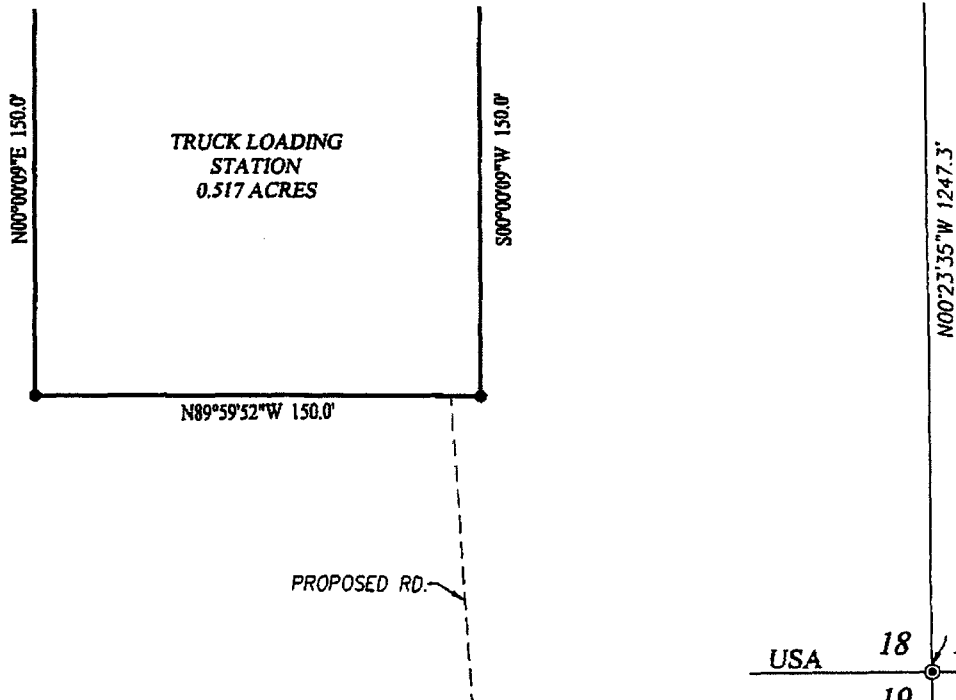 N00°00'09"E 150.0'
TRUCK LOADING
STATION
0.517 ACRES
S00°00'09"W 150.0'
N00°23'35"W 1247.3'
N89°59'52"W 150.0'
PROPOSED RD.
USA
18
19